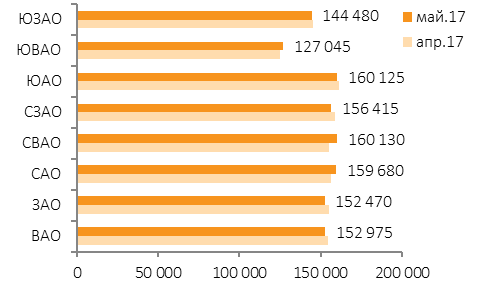 ЮЗАО 144 480 май.17
ЮВАО 127 045 апр.17
ЮАО 160 125
СЗАО 156 415
СВАО 160 130
САО 159 680
ЗАО 152 470
ВАО 152 975
0 50 000 100 000 150 000 200 000